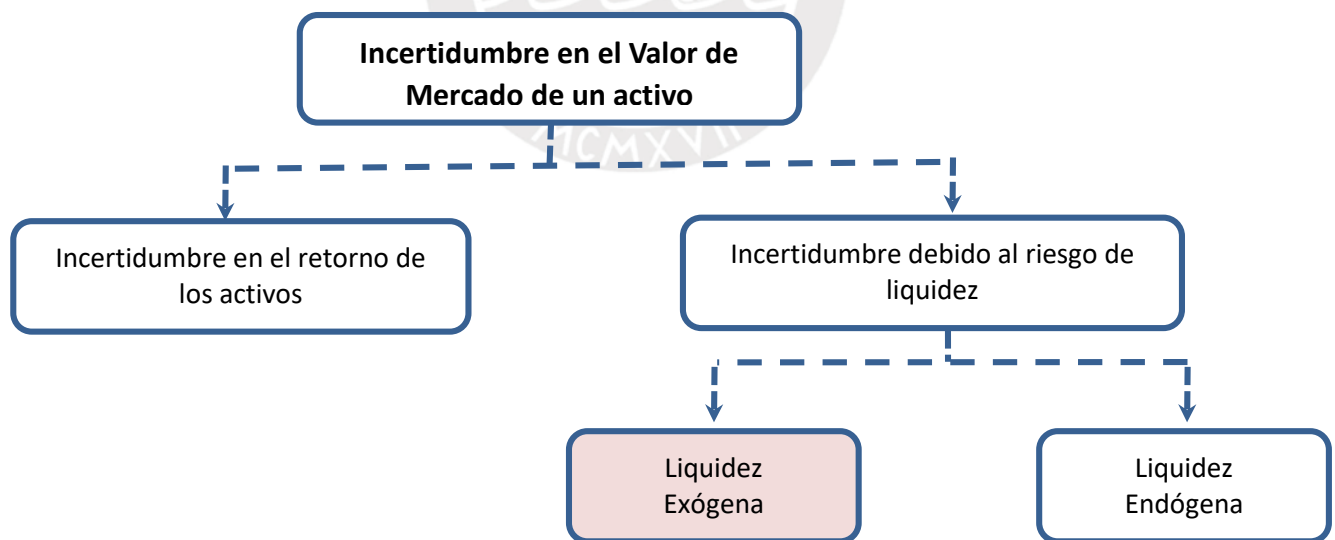 Incertidumbre en el Valor de
Mercado de un activo
MCMXVII
Incertidumbre en el retorno de
los activos
Incertidumbre debido al riesgo de
liquidez
Liquidez
Exógena
Liquidez
Endógena